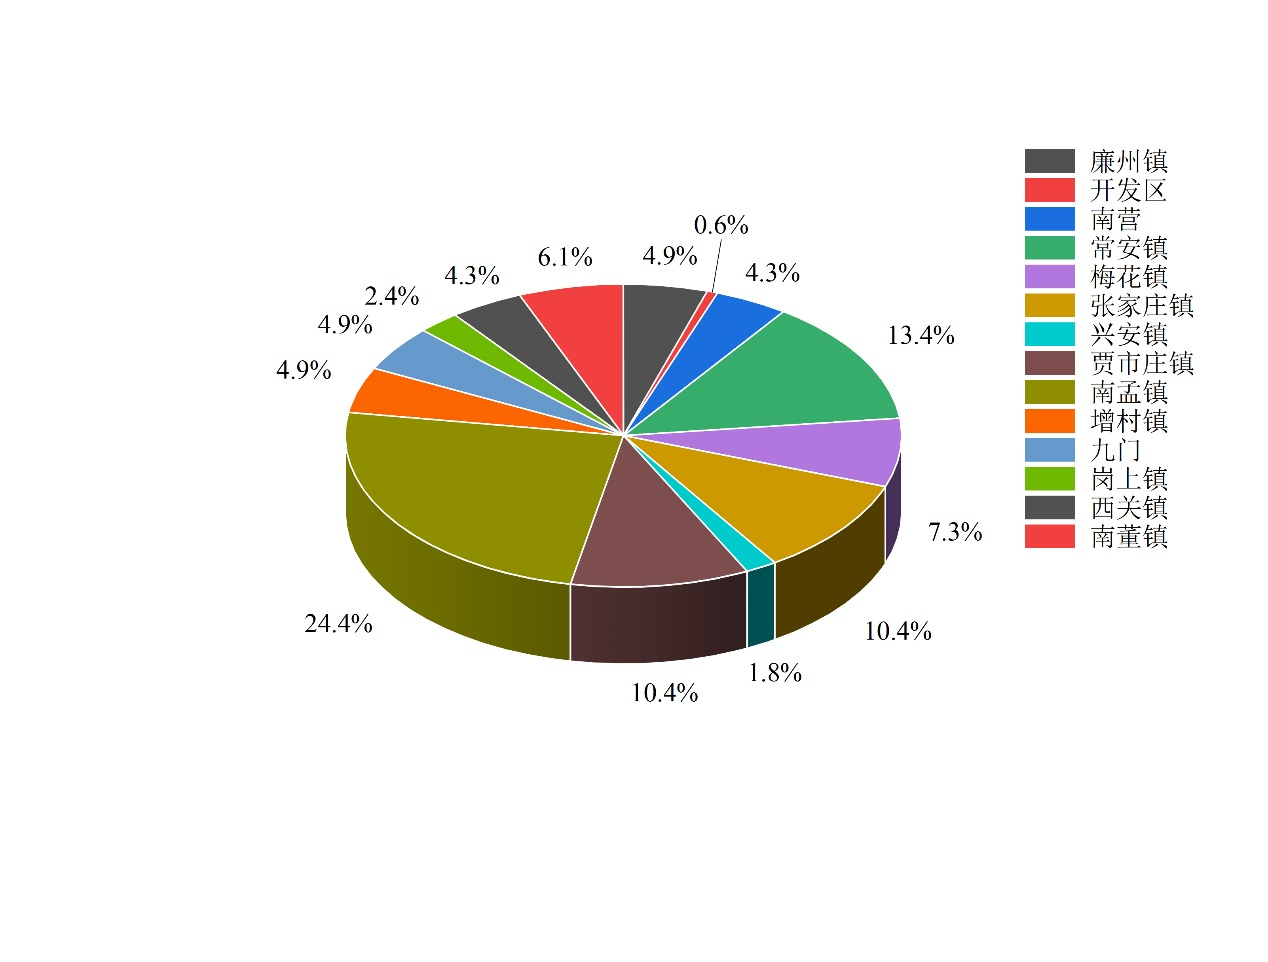 0.6%
6.1%
4.9%
4.3%
4.3%
2.4%
4.9%
13.4%
4.9%
7.3%
24.4%
10.4%
1.8%
10.4%
廉州镇
开发区
南营
常安镇
梅花镇
张家庄镇
兴安镇
贾市庄镇
南孟镇
增村镇
九门
岗上镇
西关镇
南董镇